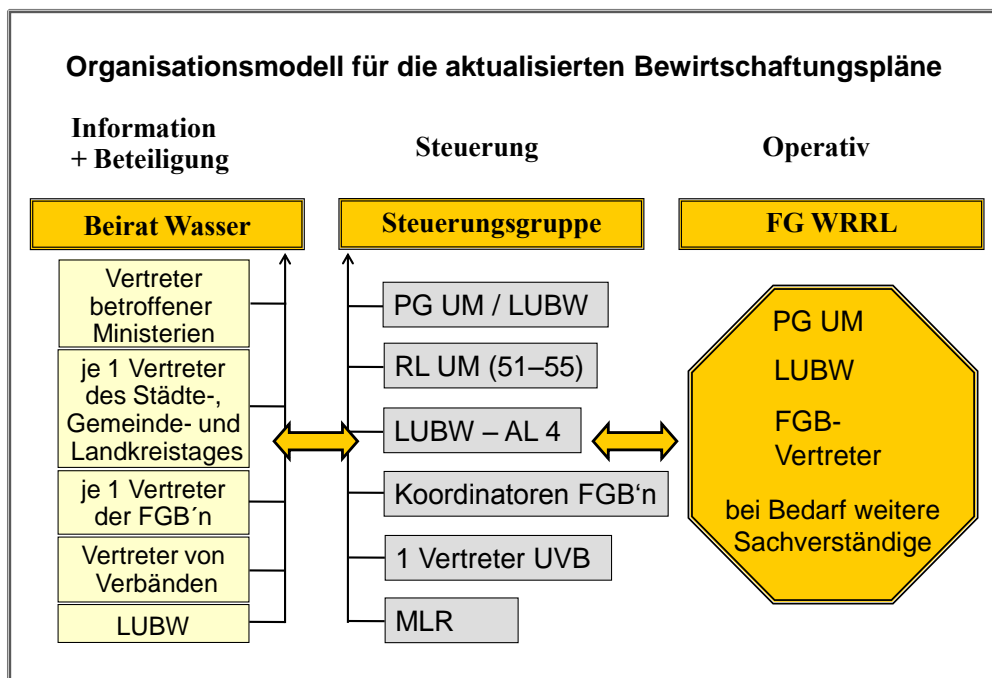 Organisationsmodell für die aktualisierten Bewirtschaftungspläne
Information
+ Beteiligung
Steuerung
Operativ
Beirat Wasser
Steuerungsgruppe
FG WRRL
Vertreter
betroffener
Ministerien
je 1 Vertreter
des Städte-,
Gemeinde- und
Landkreistages
je 1 Vertreter
der FGB´n
Vertreter von
Verbänden
LUBW
PG UM / LUBW
RL UM (51–55)
LUBW – AL 4
Koordinatoren FGB‘n
1 Vertreter UVB
MLR
PG UM
LUBW
FGB-
Vertreter
bei Bedarf weitere
Sachverständige